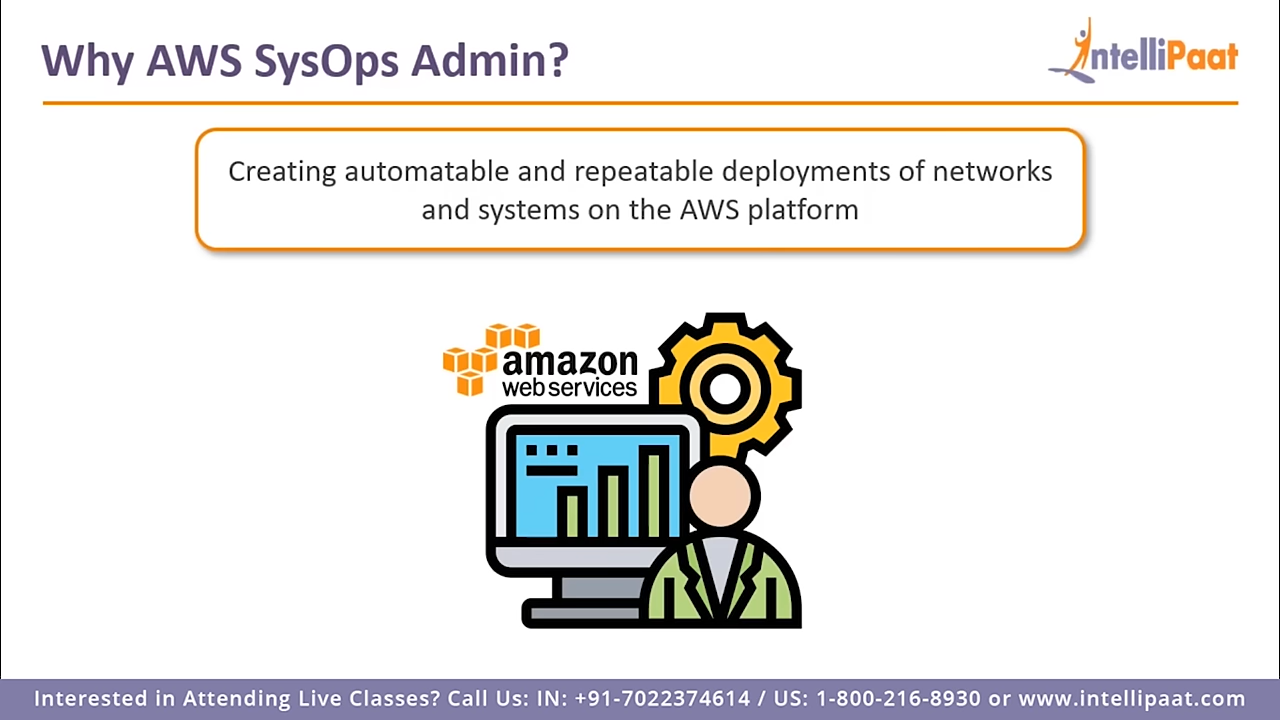 Why AWS SysOps Admin?
IntelliPaat
Creating automatable and repeatable deployments of networks
and systems on the AWS platform
amazon
web services
Interested in Attending Live Classes? Call Us: IN: +91-7022374614 / US: 1-800-216-8930 or www.intellipaat.com